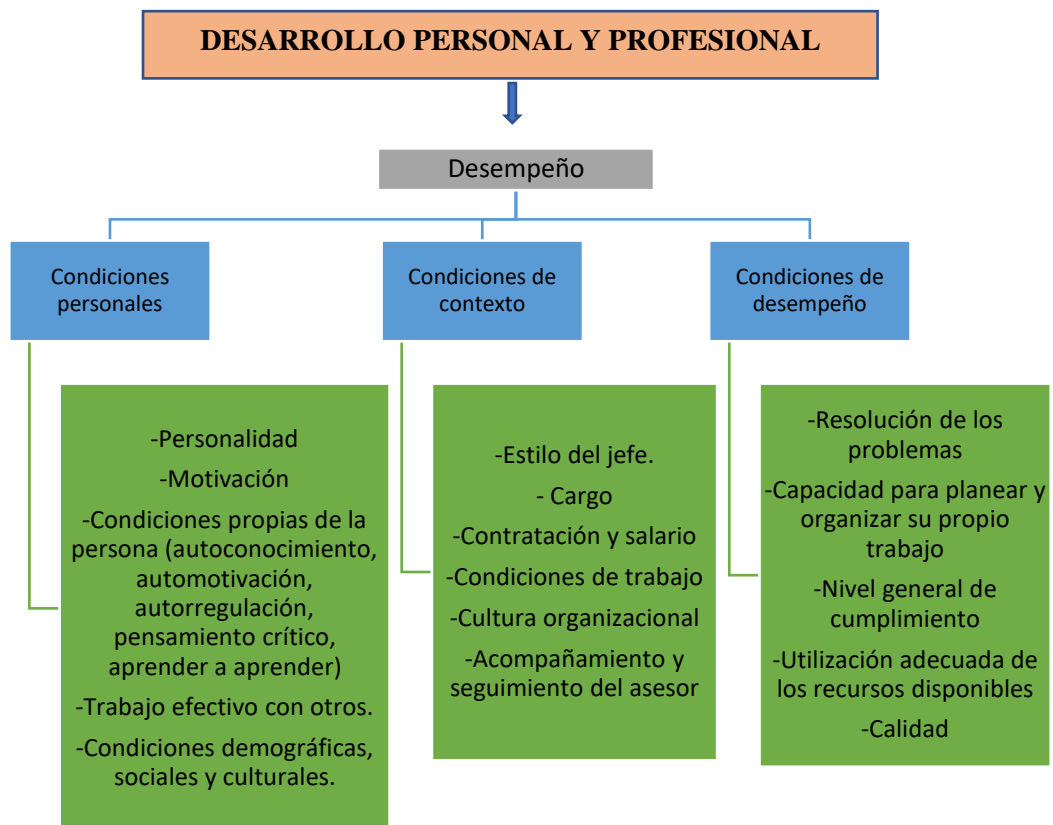 DESARROLLO PERSONAL Y PROFESIONAL
Desempeño
Condiciones
personales
Condiciones de
contexto
Condiciones de
desempeño
-Personalidad
-Motivación
-Condiciones propias de la
persona (autoconocimiento,
automotivación,
autorregulación,
pensamiento crítico,
aprender a aprender)
-Trabajo efectivo con otros.
-Condiciones demográficas,
sociales y culturales.
-Estilo del jefe.
- Cargo
-Contratación y salario
-Condiciones de trabajo
-Cultura organizacional
-Acompañamiento y
seguimiento del asesor
-Resolución de los
problemas
-Capacidad para planear y
organizar su propio
trabajo
-Nivel general de
cumplimiento
-Utilización adecuada de
los recursos disponibles
-Calidad